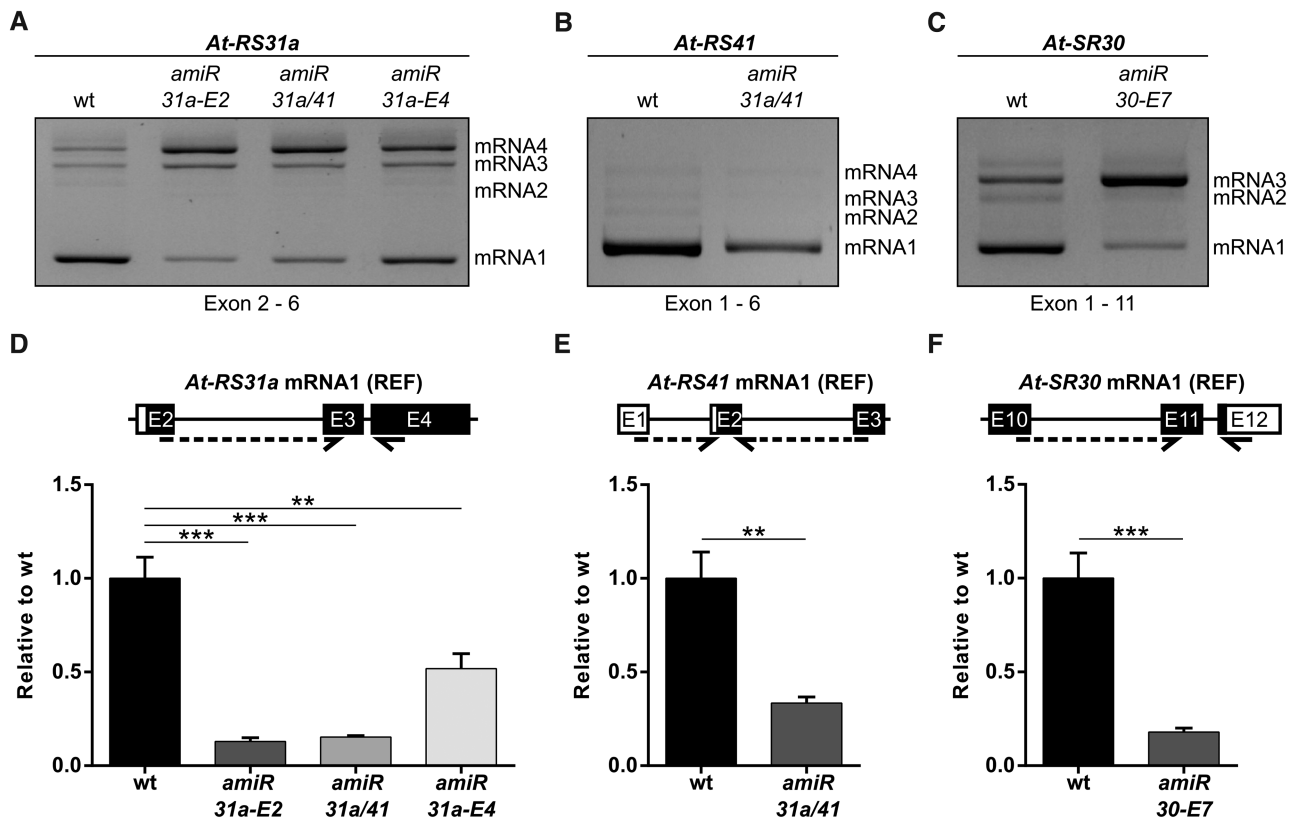 A
At-RS31a
wt
amiR 31a-E2
amiR 31a/41
amiR 31a-E4
mRNA4
mRNA3
mRNA2
mRNA1
Exon 2 - 6
B
At-RS41
wt
amiR 31a/41
mRNA4
mRNA3
mRNA2
mRNA1
Exon 1 - 6
C
At-SR30
wt
amiR 30-E7
mRNA3
mRNA2
mRNA1
Exon 1 - 11
D
At-RS31a mRNA1 (REF)
E2 E3 E4
Relative to wt
1.5
1.0
0.5
0.0
**
***
***
wt
amiR 31a-E2
amiR 31a/41
amiR 31a-E4
E
At-RS41 mRNA1 (REF)
E1 E2 E3
Relative to wt
1.5
1.0
0.5
0.0
**
wt
amiR 31a/41
F
At-SR30 mRNA1 (REF)
E10 E11 E12
Relative to wt
1.5
1.0
0.5
0.0
***
wt
amiR 30-E7